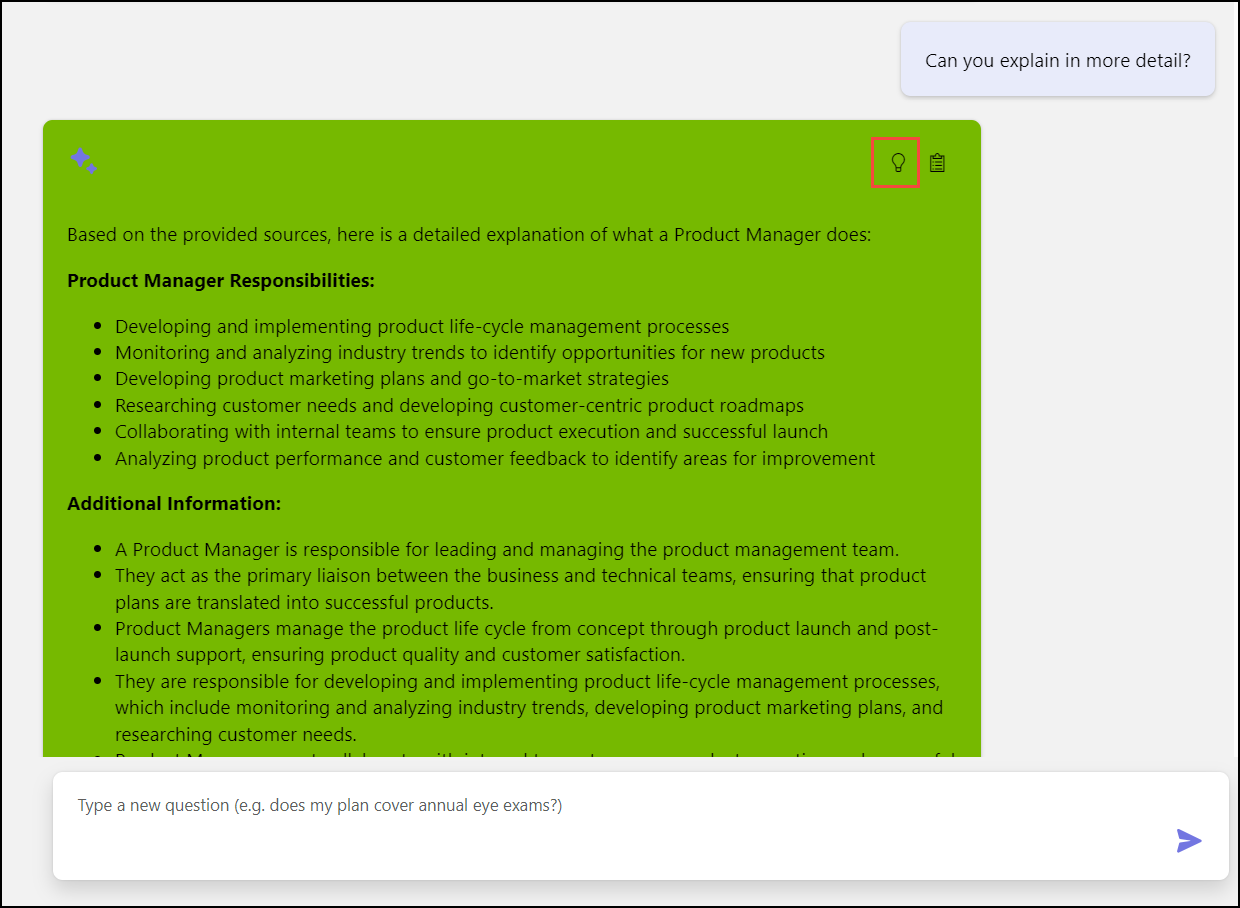 Can you explain in more detail?
Based on the provided sources, here is a detailed explanation of what a Product Manager does:
Product Manager Responsibilities:
Developing and implementing product life-cycle management processes
Monitoring and analyzing industry trends to identify opportunities for new products
Developing product marketing plans and go-to-market strategies
Researching customer needs and developing customer-centric product roadmaps
Collaborating with internal teams to ensure product execution and successful launch
Analyzing product performance and customer feedback to identify areas for improvement
Additional Information:
A Product Manager is responsible for leading and managing the product management team.
They act as the primary liaison between the business and technical teams, ensuring that product
plans are translated into successful products.
Product Managers manage the product life cycle from concept through product launch and post-
launch support, ensuring product quality and customer satisfaction.
They are responsible for developing and implementing product life-cycle management processes,
which include monitoring and analyzing industry trends, developing product marketing plans, and
researching customer needs.
Type a new question (e.g. does my plan cover annual eye exams?)